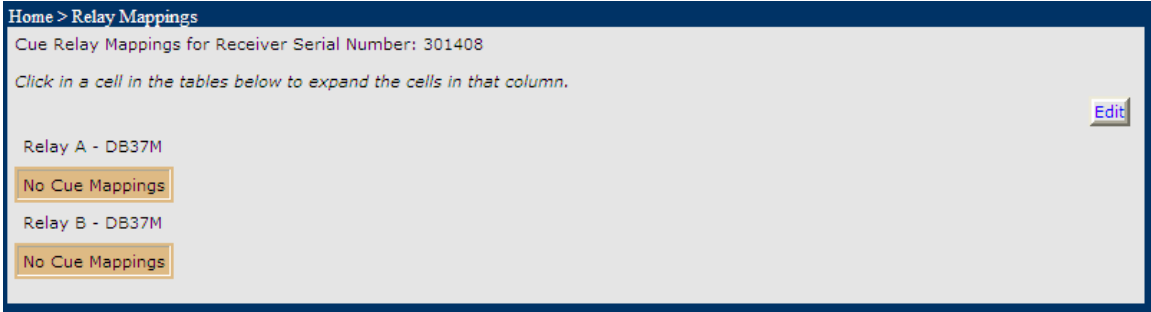 Home > Relay Mappings
Cue Relay Mappings for Receiver Serial Number: 301408
Click in a cell in the tables below to expand the cells in that column.
Edit
Relay A - DB37M
No Cue Mappings
Relay B - DB37M
No Cue Mappings